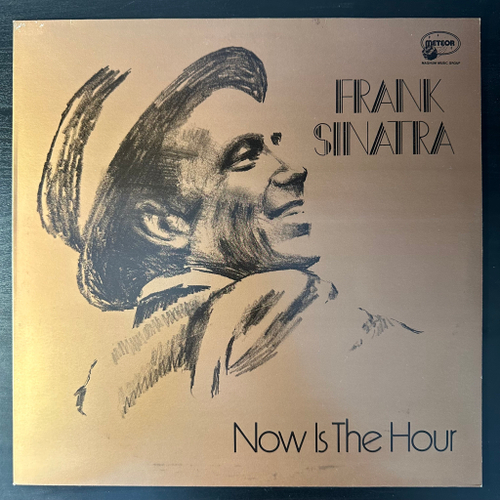 METEOR
FRANK
SINATRA
Now Is The Hour